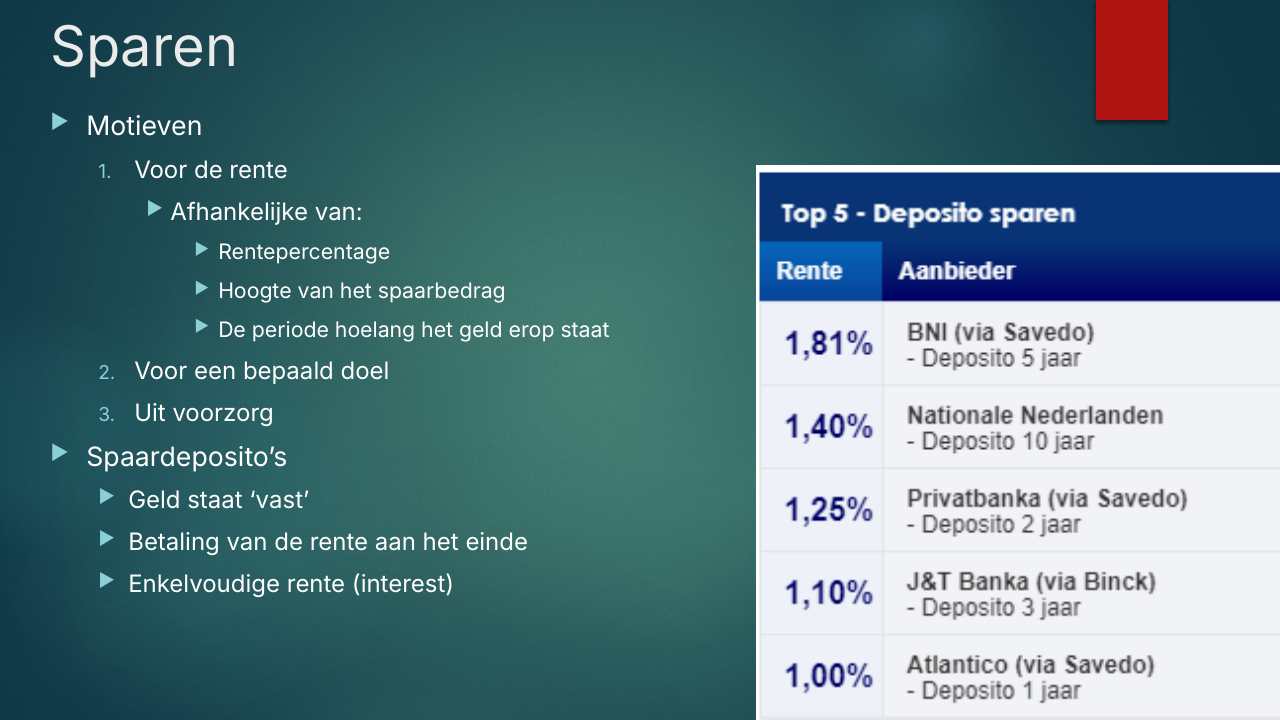 Sparen
Motieven
1. Voor de rente
Afhankelijke van:
Rentepercentage
Hoogte van het spaarbedrag
De periode hoelang het geld erop staat
2. Voor een bepaald doel
3. Uit voorzorg
Spaardeposito’s
Geld staat ‘vast’
Betaling van de rente aan het einde
Enkelvoudige rente (interest)
Top 5 - Deposito sparen
Rente Aanbieder
1,81% BNI (via Savedo)
- Deposito 5 jaar
1,40% Nationale Nederlanden
- Deposito 10 jaar
1,25% Privatbanka (via Savedo)
- Deposito 2 jaar
1,10% J&T Banka (via Binck)
- Deposito 3 jaar
1,00% Atlantico (via Savedo)
- Deposito 1 jaar